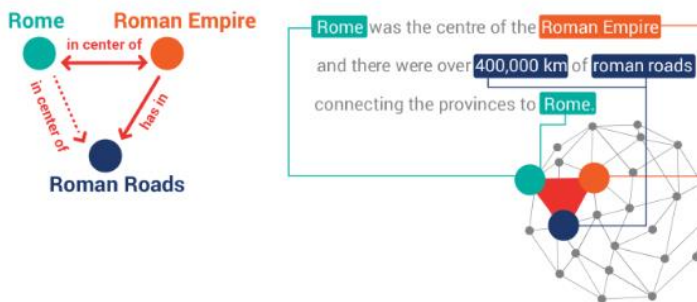 Rome
Roman Empire
in center of
in center of
has in
Roman Roads
Rome was the centre of the Roman Empire
and there were over 400,000 km of roman roads
connecting the provinces to Rome.